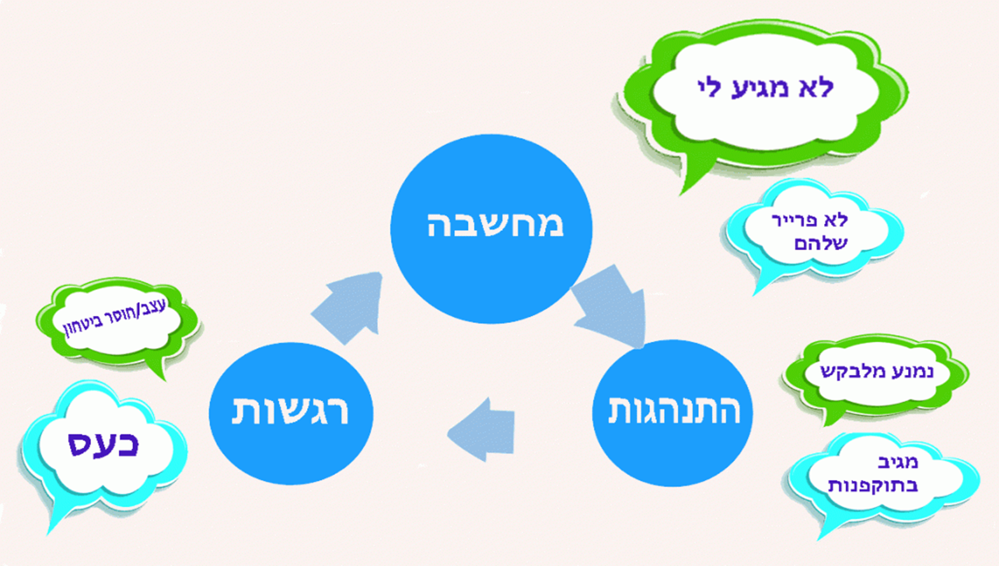 לא מגיע לי
לא פרייר
שלהם
מחשבה
עצב/חוסר ביטחון
נמנע מלבקש
התנהגות
רגשות
כעס
מגיב
בתוקפנות